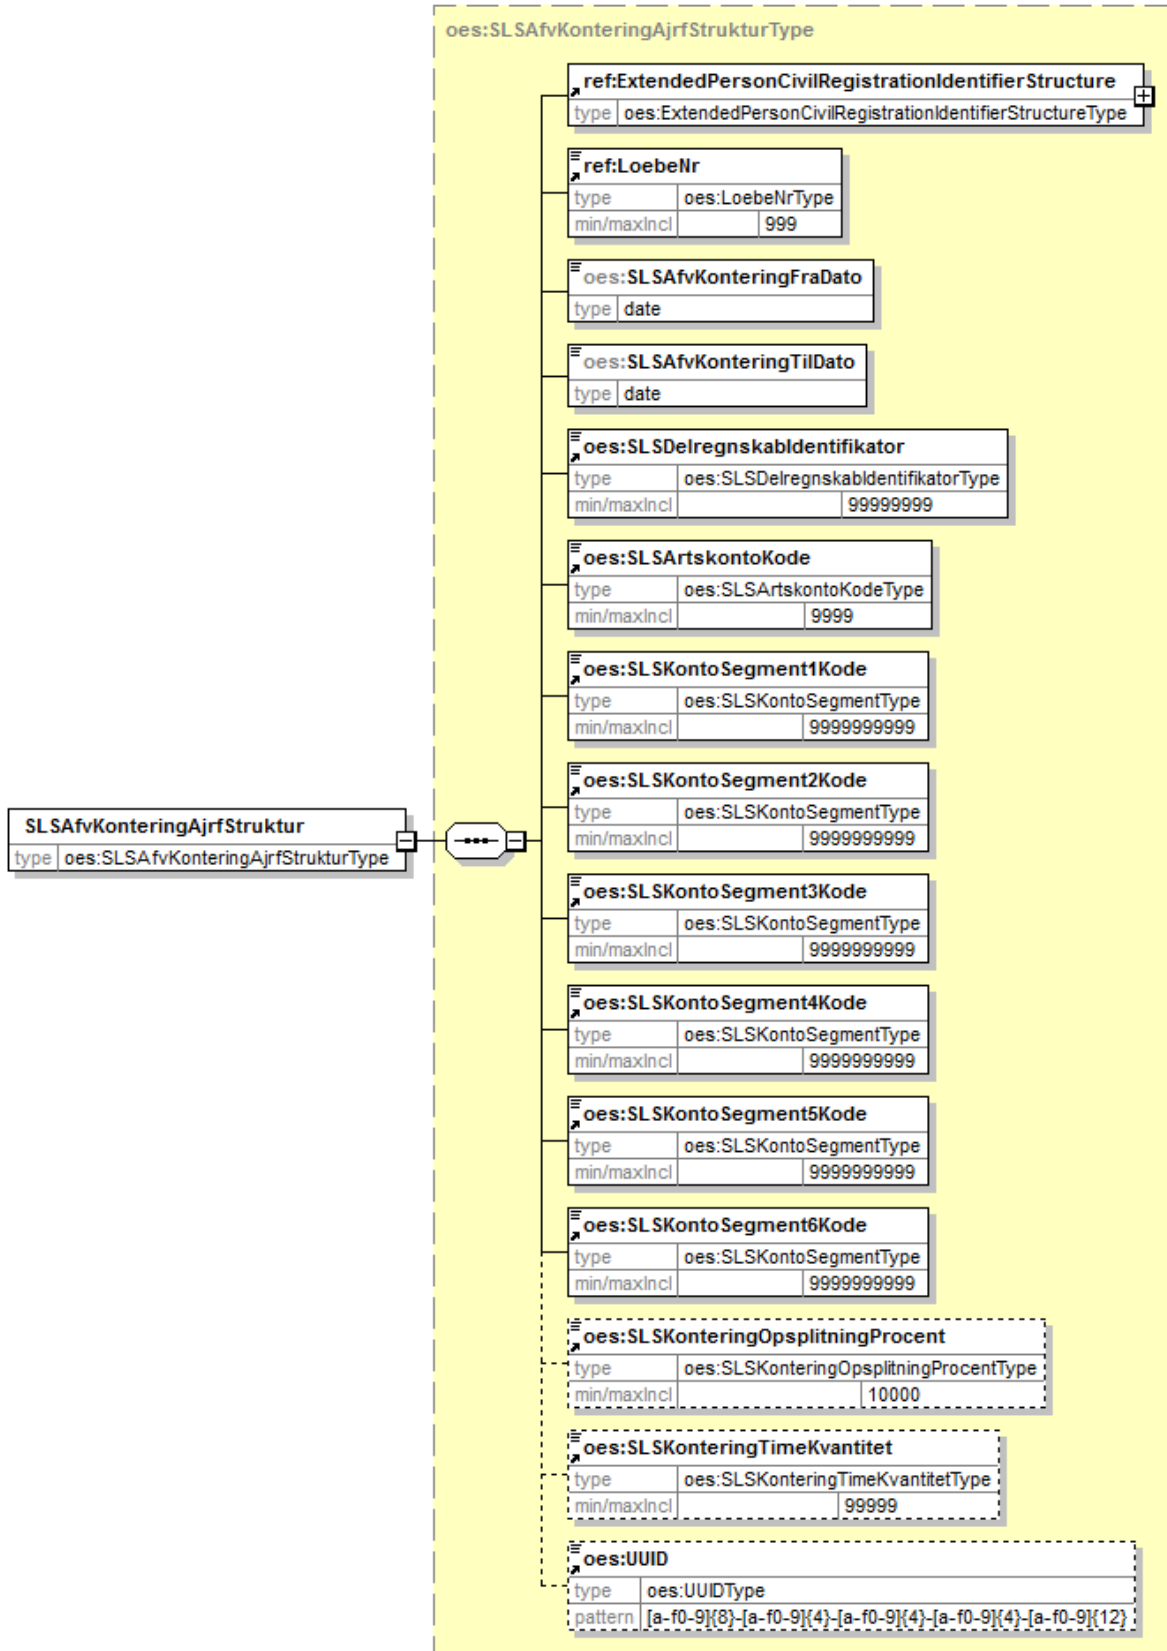 oes:SLSAfvKonteringAjrfStrukturType
ref:ExtendedPersonCivilRegistrationIdentifierStructure
type oes:ExtendedPersonCivilRegistrationIdentifierStructureType
ref:LoebeNr
type oes:LoebeNrType
min/maxIncl 999
oes:SLSAfvKonteringFraDato
type date
oes:SLSAfvKonteringTilDato
type date
oes:SLSDelregnskabIdentifikator
type oes:SLSDelregnskabIdentifikatorType
min/maxIncl 99999999
oes:SLSArtskontoKode
type oes:SLSArtskontoKodeType
min/maxIncl 9999
oes:SLSKontoSegment1Kode
type oes:SLSKontoSegmentType
min/maxIncl 9999999999
oes:SLSKontoSegment2Kode
type oes:SLSKontoSegmentType
min/maxIncl 9999999999
SLSAfvKonteringAjrfStruktur
type oes:SLSAfvKonteringAjrfStrukturType
oes:SLSKontoSegment3Kode
type oes:SLSKontoSegmentType
min/maxIncl 9999999999
oes:SLSKontoSegment4Kode
type oes:SLSKontoSegmentType
min/maxIncl 9999999999
oes:SLSKontoSegment5Kode
type oes:SLSKontoSegmentType
min/maxIncl 9999999999
oes:SLSKontoSegment6Kode
type oes:SLSKontoSegmentType
min/maxIncl 9999999999
oes:SLSKonteringOpsplitningProcent
type oes:SLSKonteringOpsplitningProcentType
min/maxIncl 10000
oes:SLSKonteringTimeKvantitet
type oes:SLSKonteringTimeKvantitetType
min/maxIncl 99999
oes:UUID
type oes:UUIDType
pattern [a-f0-9]{8}-[a-f0-9]{4}-[a-f0-9]{4}-[a-f0-9]{4}-[a-f0-9]{12}